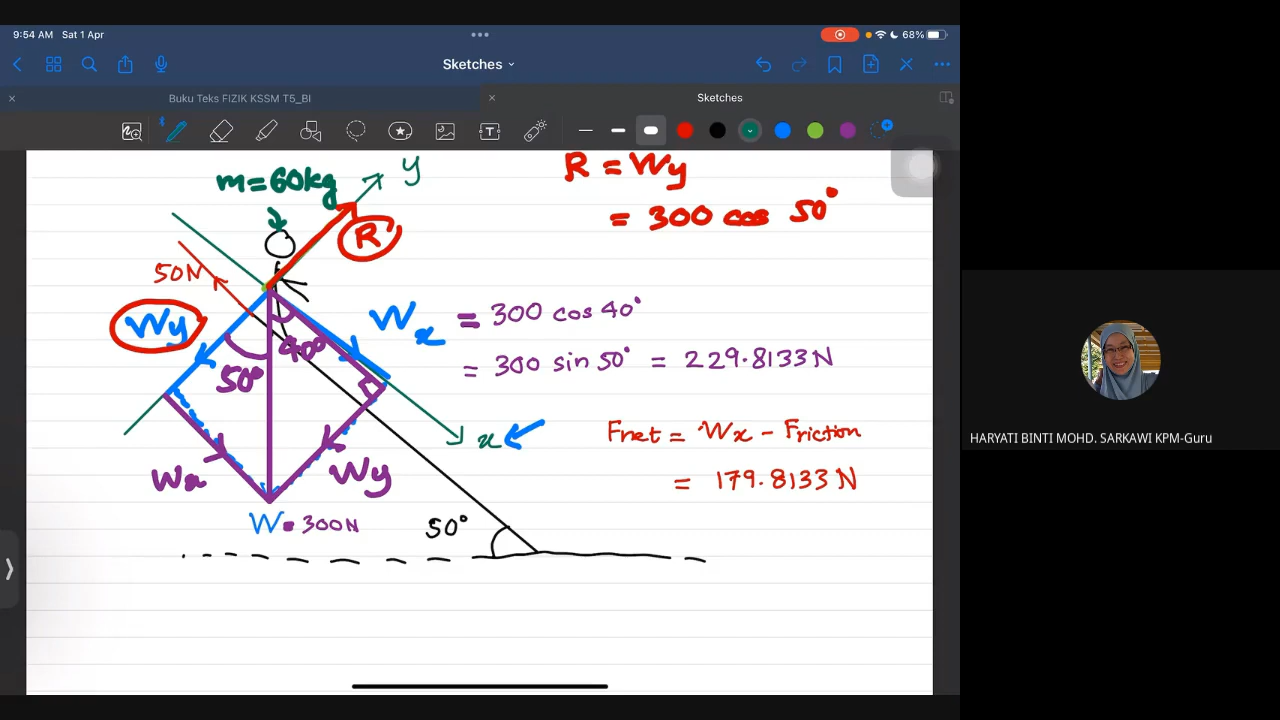 9:54 AM Sat 1 Apr
68%
Sketches
Buku Teks FIZIK KSSM T5_BI
Sketches
m=60kg
y
R = Wy
= 300 cos 50°
R
50N
Wy
Wx
= 300 cos 40°
40°
50°
= 300 sin 50° = 229.8133N
x
Fnet = Wx - Friction
= 179.8133 N
Wx
Wy
W = 300N
50°
HARYATI BINTI MOHD. SARKAWI KPM-Guru